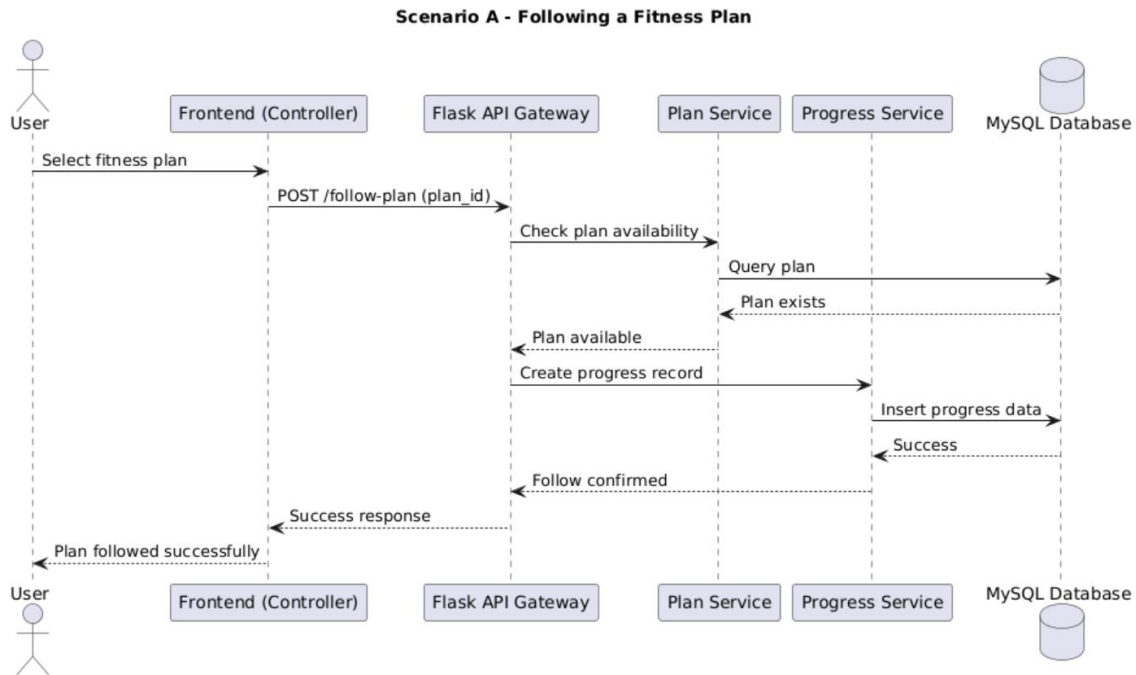 Scenario A - Following a Fitness Plan
User
Frontend (Controller)
Flask API Gateway
Plan Service
Progress Service
MySQL Database
Select fitness plan
POST /follow-plan (plan_id)
Check plan availability
Query plan
Plan exists
Plan available
Create progress record
Insert progress data
Success
Follow confirmed
Success response
Plan followed successfully
User
Frontend (Controller)
Flask API Gateway
Plan Service
Progress Service
MySQL Database